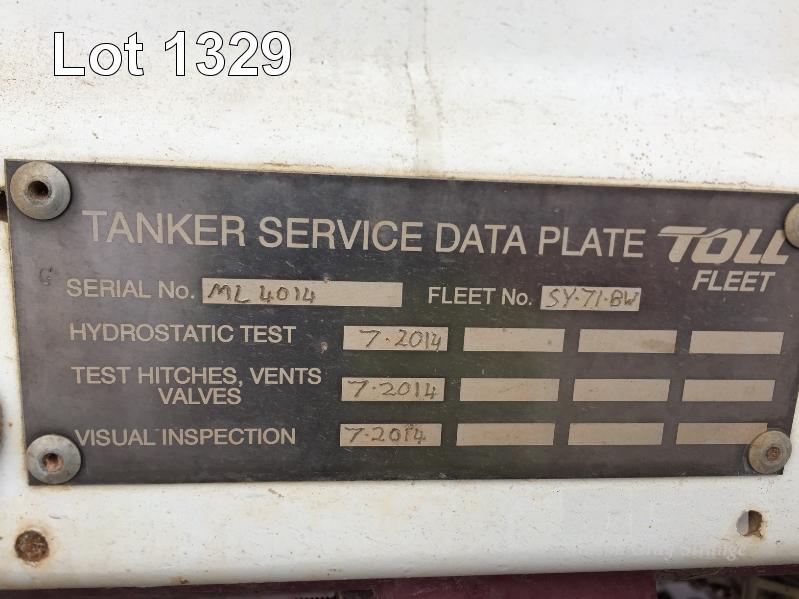 Lot 1329
TANKER SERVICE DATA PLATE TOLL
FLEET
SERIAL No. ML 4014 FLEET No. SY·71·BW
HYDROSTATIC TEST 7·2014
TEST HITCHES, VENTS
VALVES 7·2014
VISUAL INSPECTION 7·2014